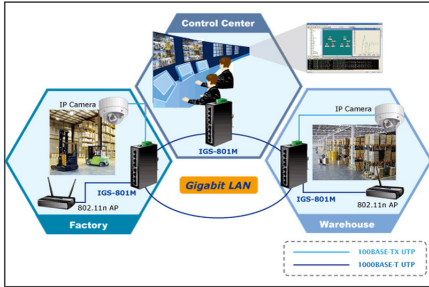 Control Center
IP Camera
IGS-801M
IP Camera
IGS-801M
802.11n AP
Factory
Gigabit LAN
IGS-801M
802.11n AP
Warehouse
100BASE-TX UTP
1000BASE-T UTP